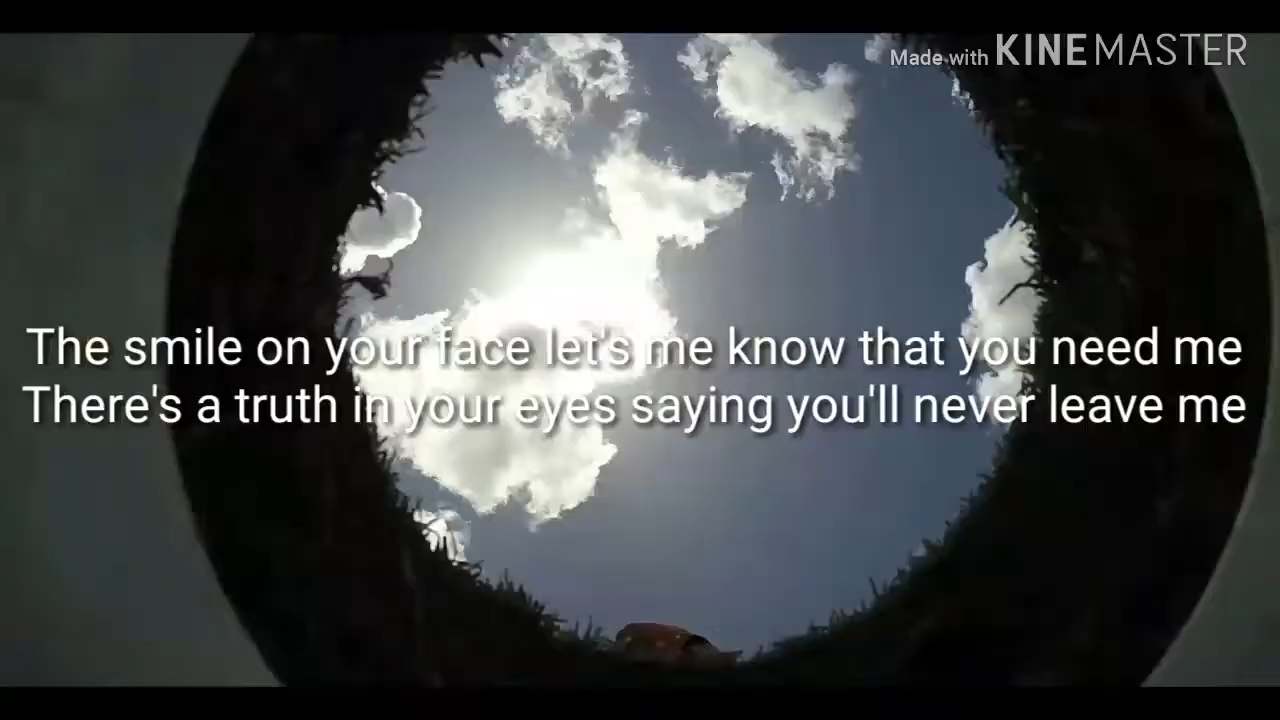 Made with KINEMASTER
The smile on your face let's me know that you need me
There's a truth in your eyes saying you'll never leave me